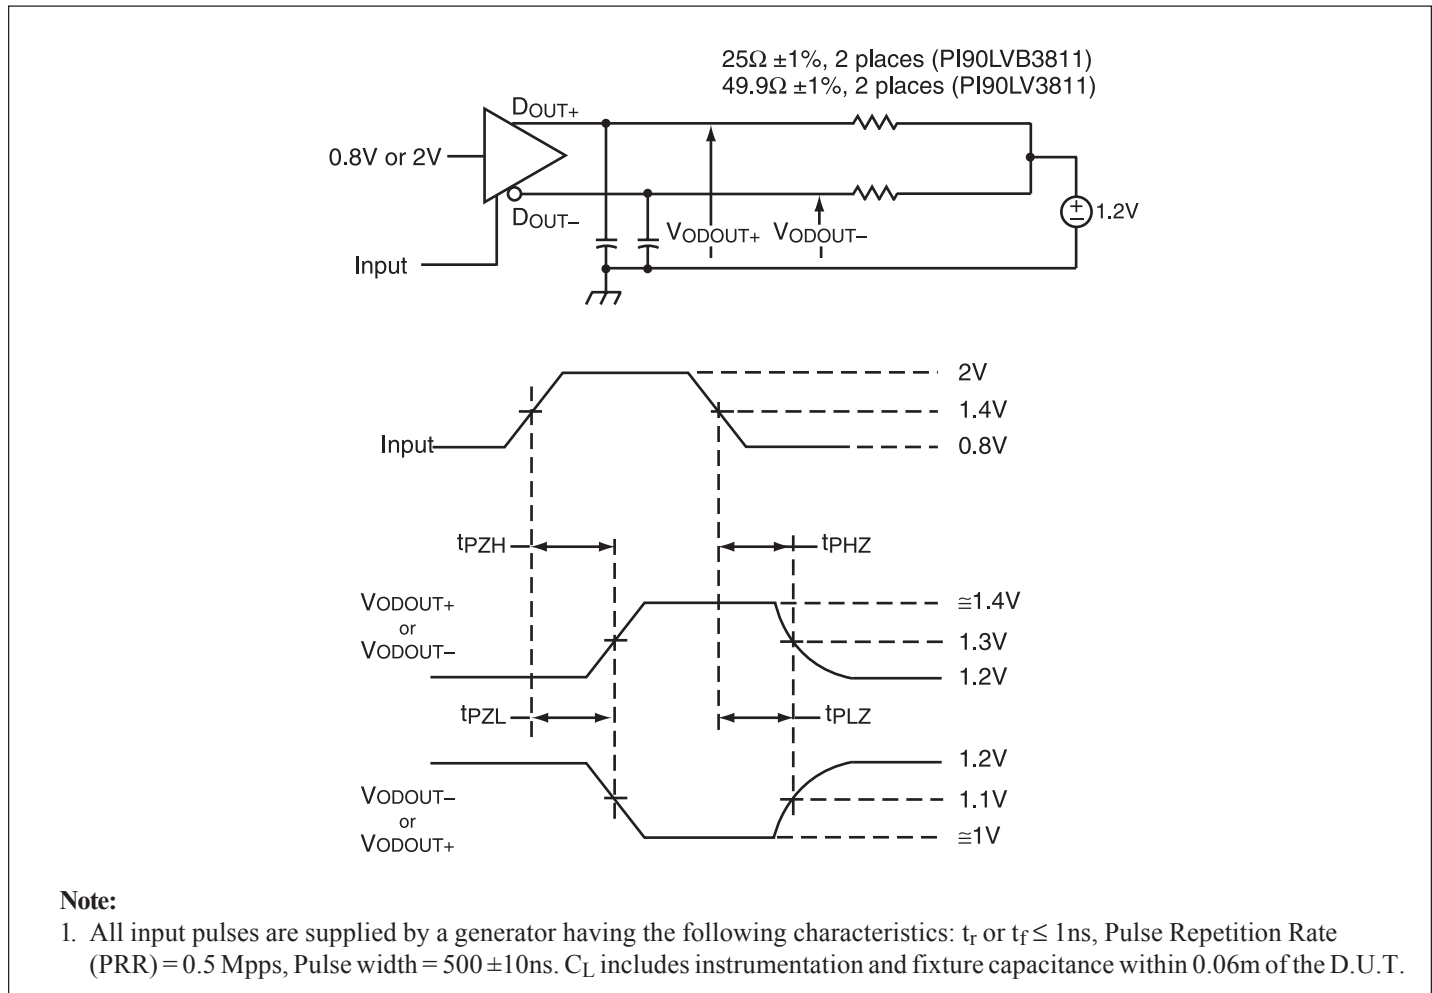 25Ω ±1%, 2 places (PI90LVB3811)
49.9Ω ±1%, 2 places (PI90LV3811)
DOUT+
0.8V or 2V
DOUT–
VODOUT+ VODOUT–
+
–
1.2V
Input
2V
1.4V
Input
0.8V
tPZH
tPHZ
VODOUT+
or
VODOUT–
≅1.4V
1.3V
1.2V
tPZL
tPLZ
1.2V
VODOUT–
or
VODOUT+
1.1V
≅1V
Note:
1. All input pulses are supplied by a generator having the following characteristics: tr or tf ≤ 1ns, Pulse Repetition Rate
(PRR) = 0.5 Mpps, Pulse width = 500 ±10ns. CL includes instrumentation and fixture capacitance within 0.06m of the D.U.T.